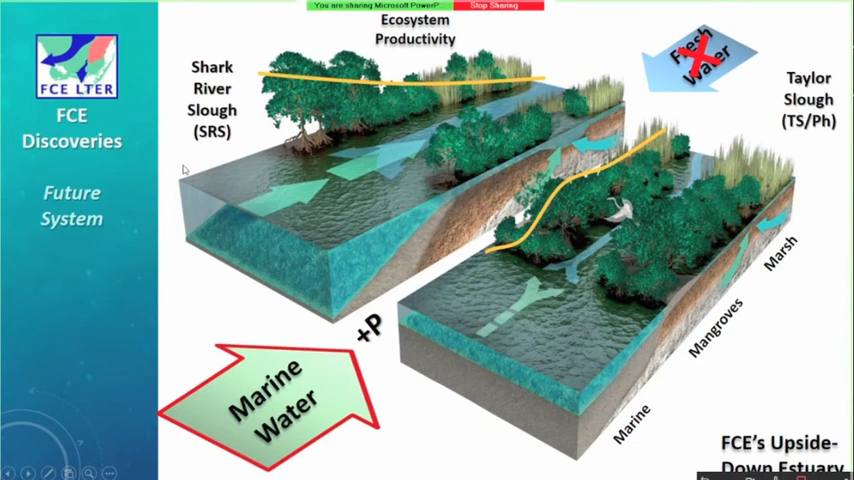 You are sharing Microsoft PowerP...
Stop Sharing
Ecosystem
Productivity
Fresh
Water
Shark
River
Slough
(SRS)
Taylor
Slough
(TS/Ph)
FCE LTER
FCE
Discoveries
Future
System
+P
Marine
Water
Marsh
Mangroves
Marine
FCE's Upside-
Down Estuary